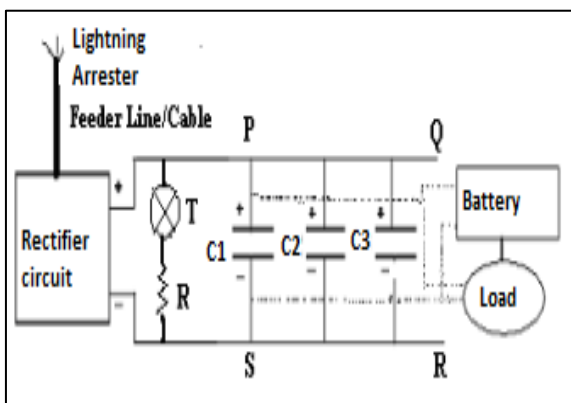 Lightning
Arrester
Feeder Line/Cable
P
Q
+
T
Rectifier
circuit
C1
+
C2
+
C3
+
Battery
R
−
−
−
−
Load
S
R